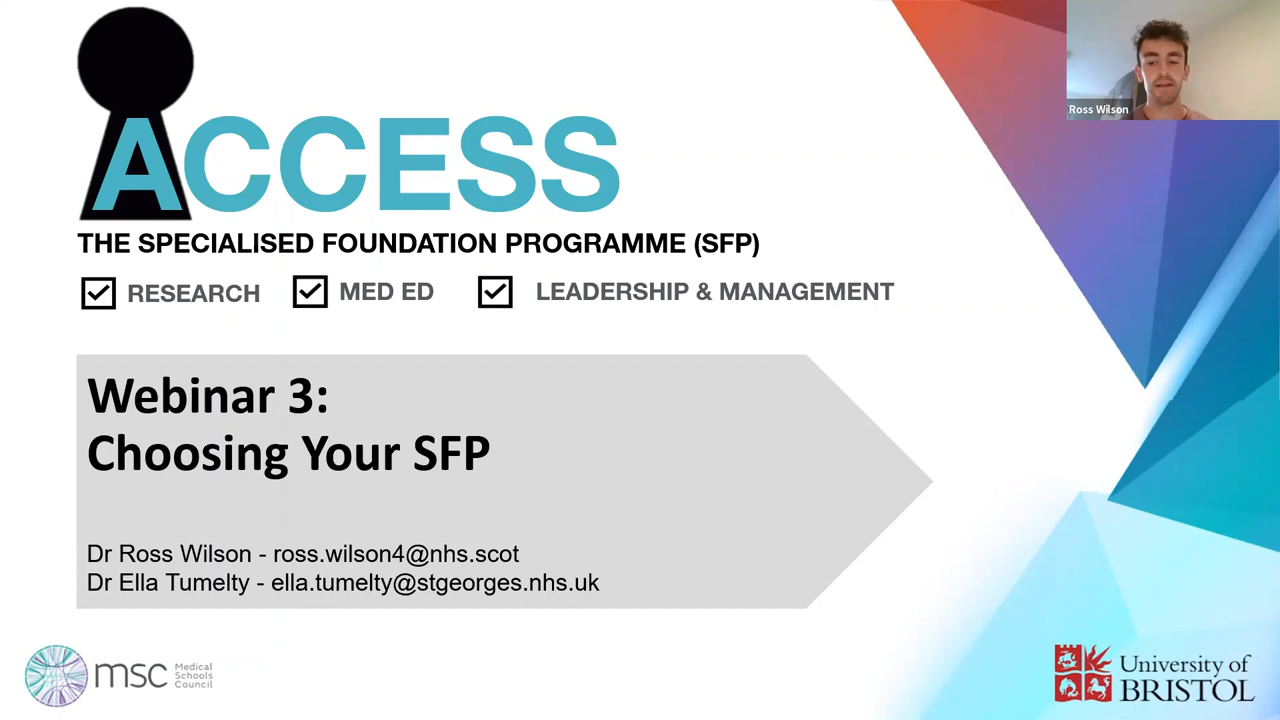 ACCESS
THE SPECIALISED FOUNDATION PROGRAMME (SFP)
RESEARCH MED ED LEADERSHIP & MANAGEMENT
Ross Wilson
Webinar 3:
Choosing Your SFP
Dr Ross Wilson - ross.wilson4@nhs.scot
Dr Ella Tumelty - ella.tumelty@stgeorges.nhs.uk
msc
Medical
Schools
Council
University of
BRISTOL